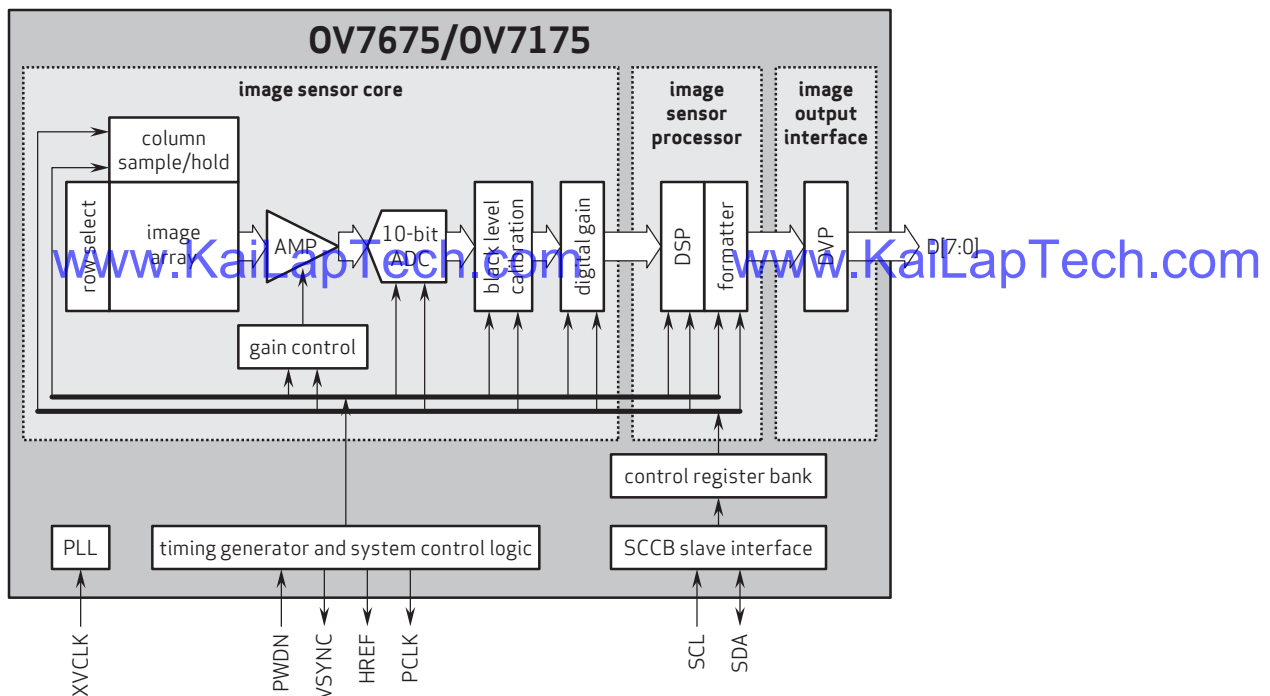 OV7675/OV7175
image sensor core
image
sensor
processor
image
output
interface
column
sample/hold
row select
image
array
AMP
10-bit
ADC
black level
calibration
digital gain
DSP
formatter
DVP
D[7:0]
www.KaiLapTech.com
www.KaiLapTech.com
gain control
control register bank
PLL
timing generator and system control logic
SCCB slave interface
XVCLK
PWDN
VSYNC
HREF
PCLK
SCL
SDA